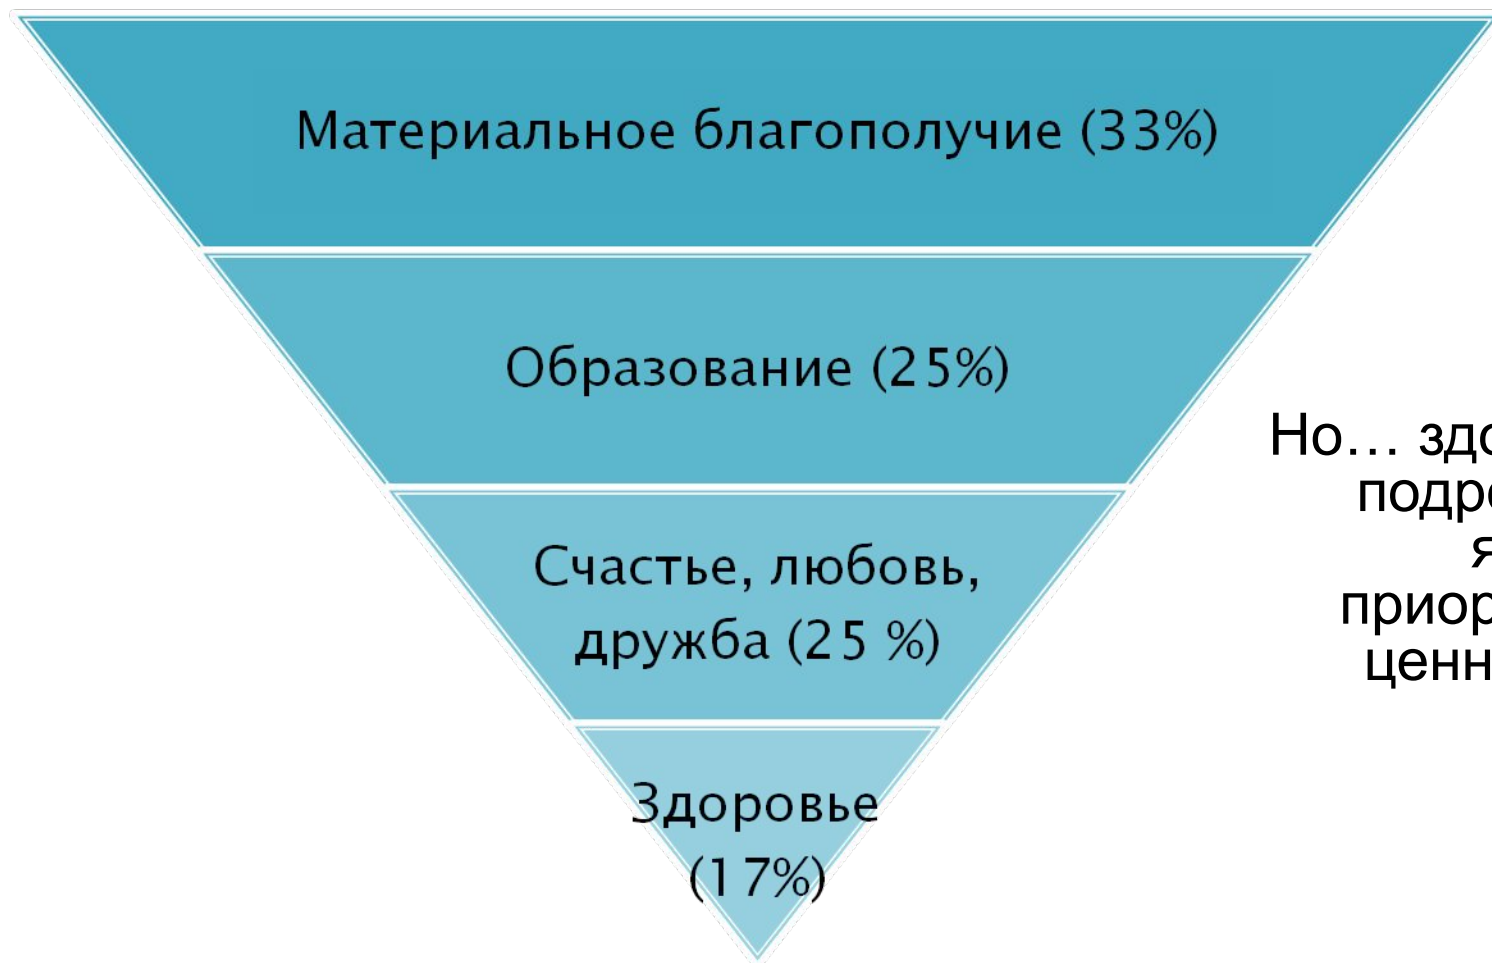 Материальное благополучие (33%)
Образование (25%)
Счастье, любовь,
дружба (25 %)
Здоровье
(17%)
Но…